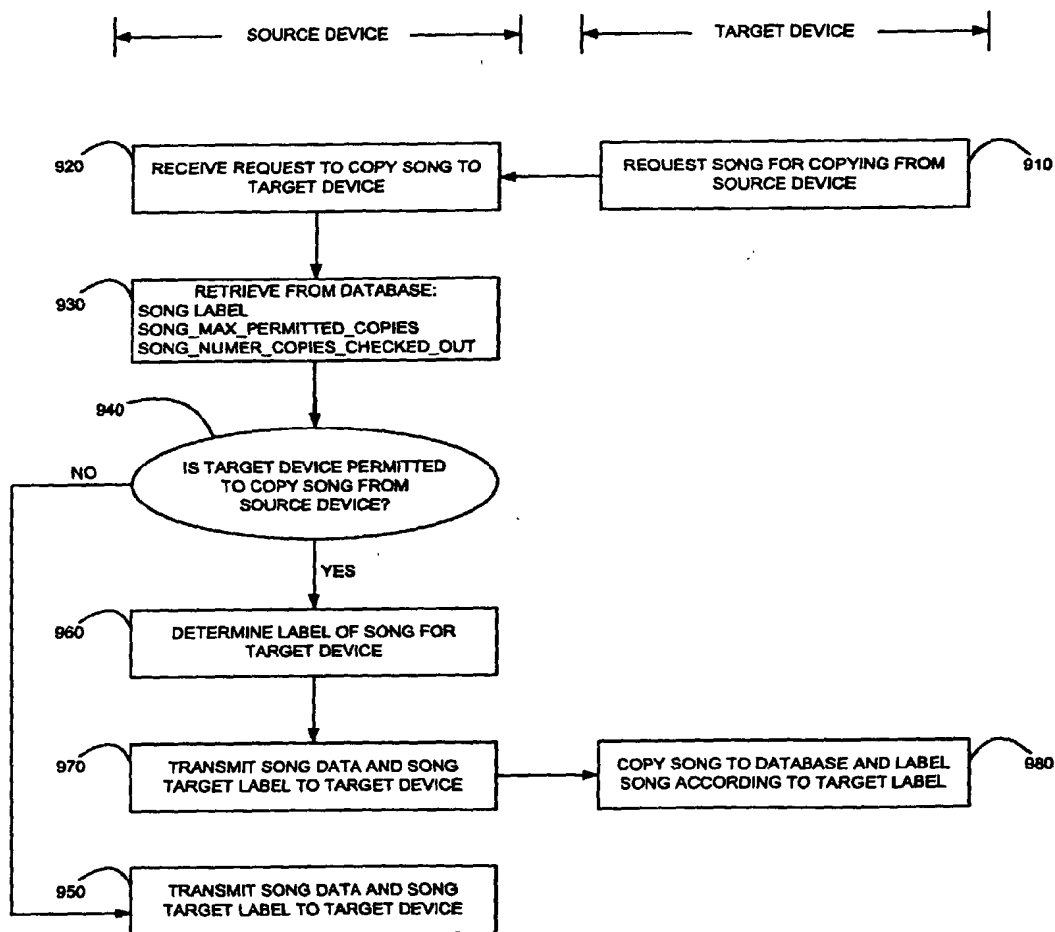 SOURCE DEVICE
TARGET DEVICE
920
RECEIVE REQUEST TO COPY SONG TO
TARGET DEVICE
REQUEST SONG FOR COPYING FROM
SOURCE DEVICE
910
930
RETRIEVE FROM DATABASE:
SONG LABEL
SONG_MAX_PERMITTED_COPIES
SONG_NUMER_COPIES_CHECKED_OUT
940
IS TARGET DEVICE PERMITTED
TO COPY SONG FROM
SOURCE DEVICE?
NO
YES
960
DETERMINE LABEL OF SONG FOR
TARGET DEVICE
970
TRANSMIT SONG DATA AND SONG
TARGET LABEL TO TARGET DEVICE
COPY SONG TO DATABASE AND LABEL
SONG ACCORDING TO TARGET LABEL
980
950
TRANSMIT SONG DATA AND SONG
TARGET LABEL TO TARGET DEVICE